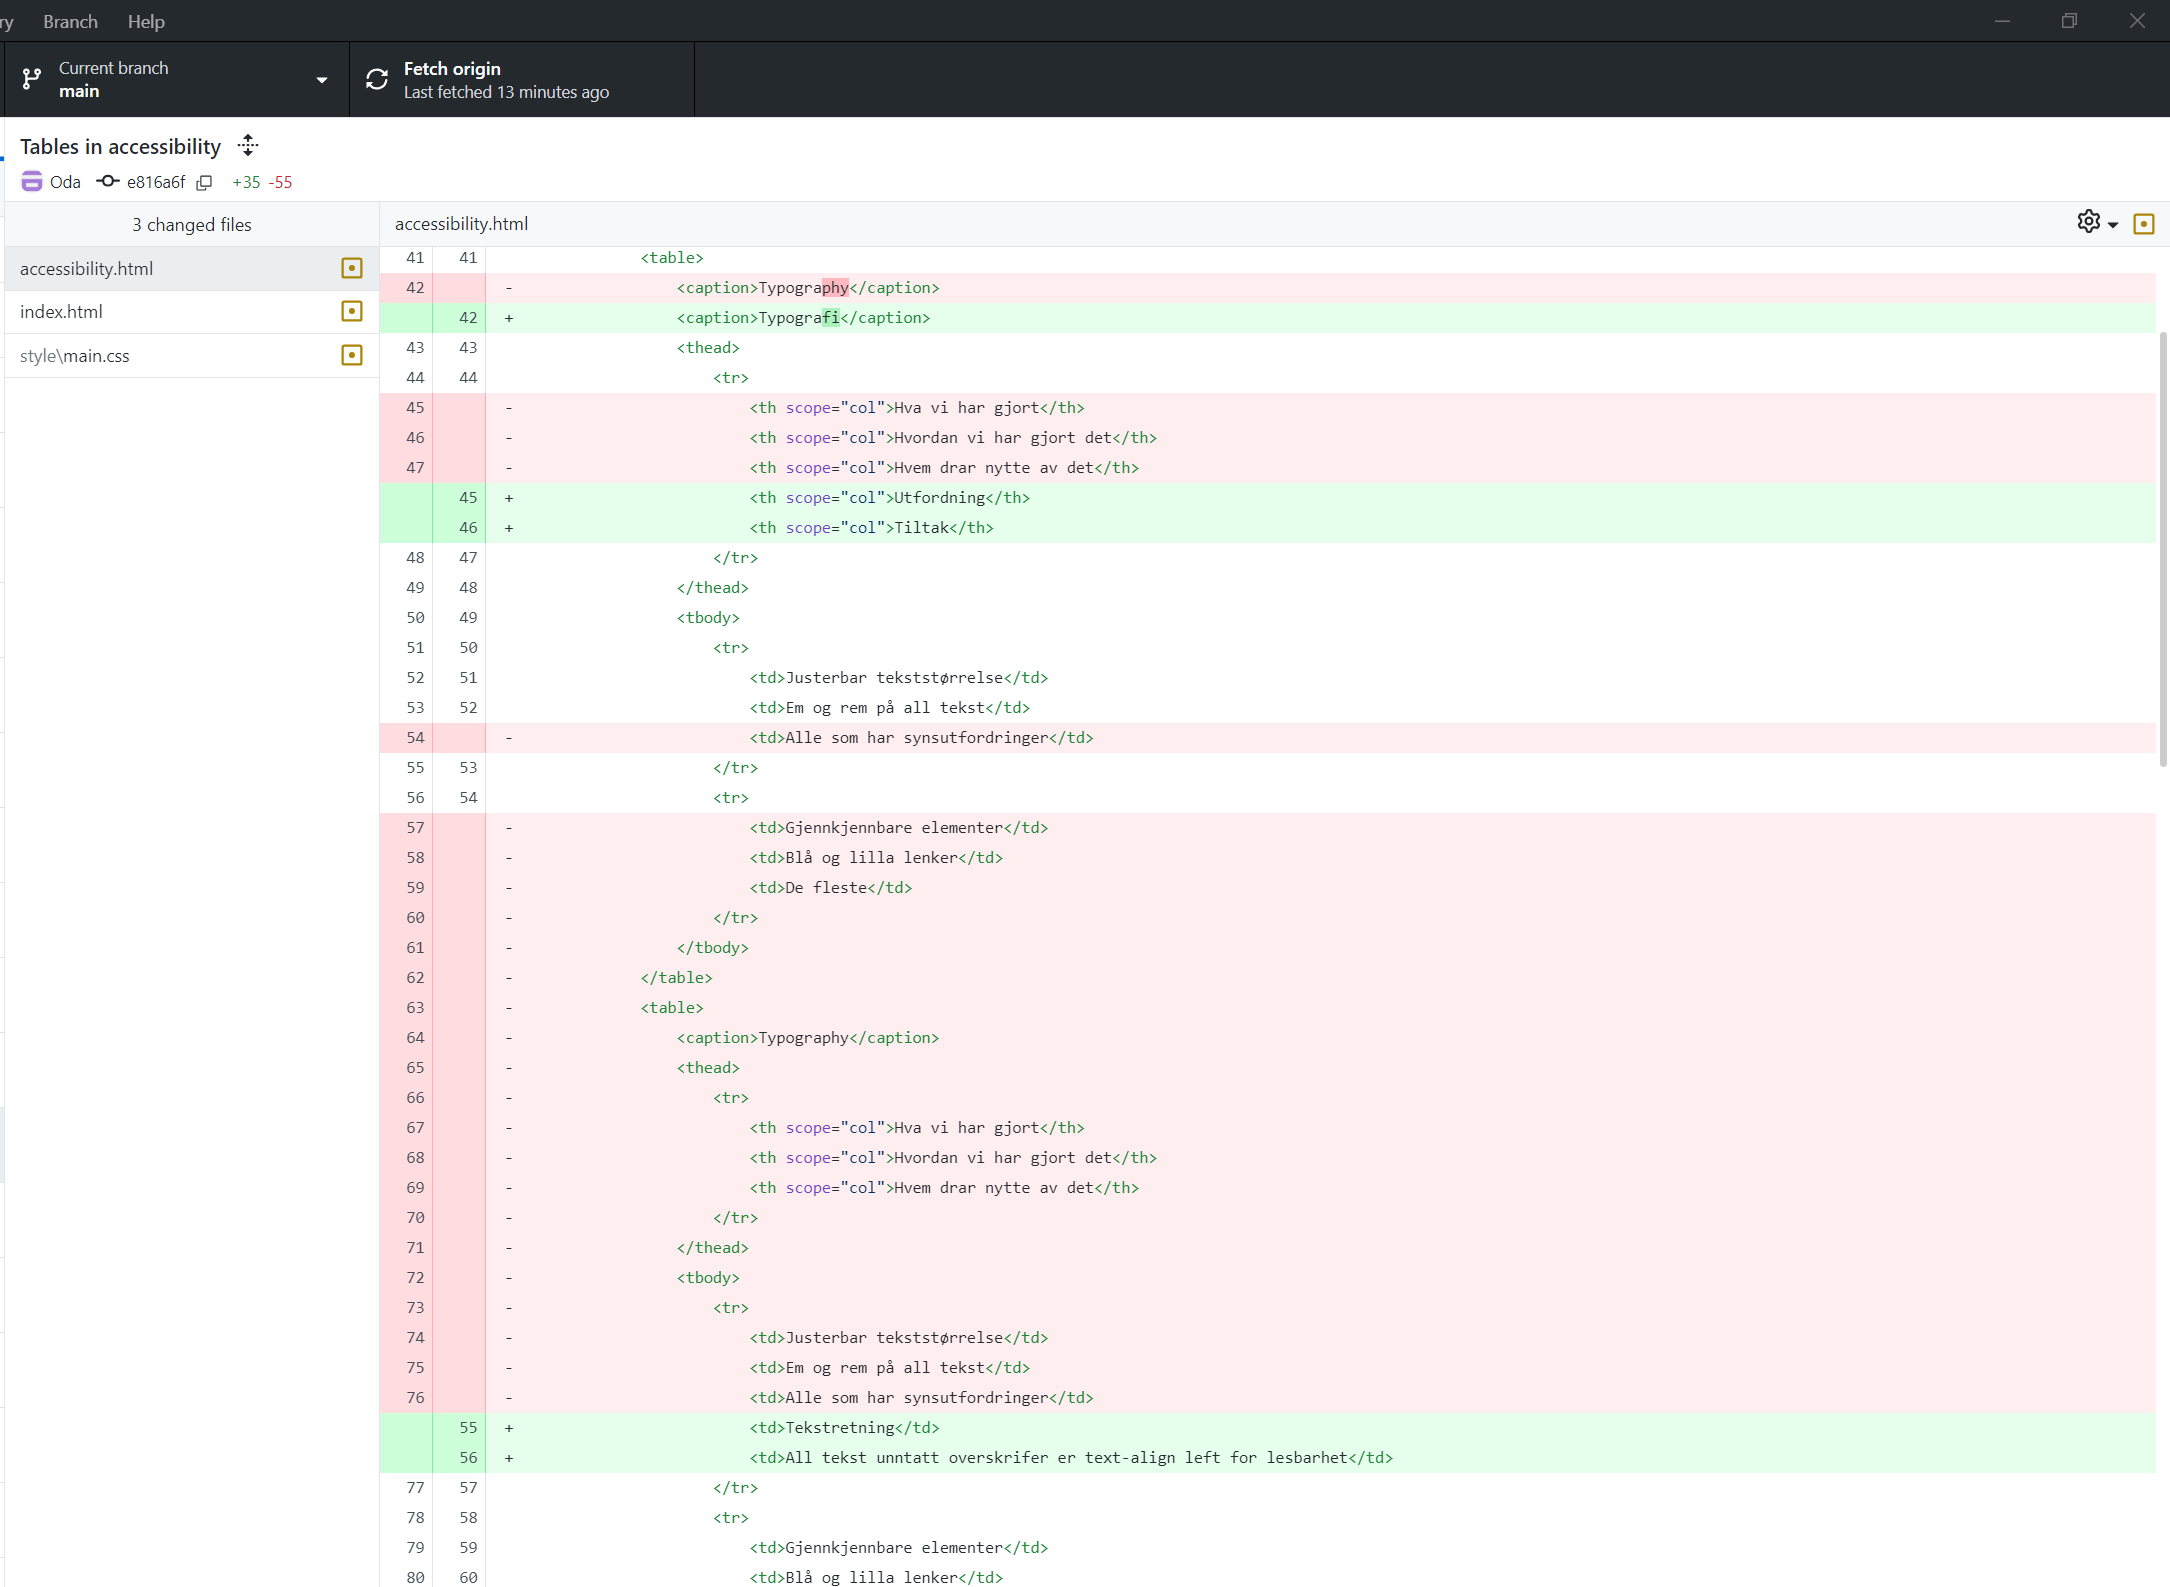 ry Branch Help
Current branch
main
Fetch origin
Last fetched 13 minutes ago
Tables in accessibility
Oda e816a6f +35 -55
3 changed files
accessibility.html
index.html
style\main.css
accessibility.html
41 41 <table>
42 - <caption>Typography</caption>
42 + <caption>Typografi</caption>
43 43 <thead>
44 44 <tr>
45 - <th scope="col">Hva vi har gjort</th>
46 - <th scope="col">Hvordan vi har gjort det</th>
47 - <th scope="col">Hvem drar nytte av det</th>
45 + <th scope="col">Utfordning</th>
46 + <th scope="col">Tiltak</th>
48 47 </tr>
49 48 </thead>
50 49 <tbody>
51 50 <tr>
52 51 <td>Justerbar tekststørrelse</td>
53 52 <td>Em og rem på all tekst</td>
54 - <td>Alle som har synsutfordringer</td>
55 53 </tr>
56 54 <tr>
57 - <td>Gjennkjennbare elementer</td>
58 - <td>Blå og lilla lenker</td>
59 - <td>De fleste</td>
60 - </tr>
61 - </tbody>
62 - </table>
63 - <table>
64 - <caption>Typography</caption>
65 - <thead>
66 - <tr>
67 - <th scope="col">Hva vi har gjort</th>
68 - <th scope="col">Hvordan vi har gjort det</th>
69 - <th scope="col">Hvem drar nytte av det</th>
70 - </tr>
71 - </thead>
72 - <tbody>
73 - <tr>
74 - <td>Justerbar tekststørrelse</td>
75 - <td>Em og rem på all tekst</td>
76 - <td>Alle som har synsutfordringer</td>
55 + <td>Tekstretning</td>
56 + <td>All tekst unntatt overskrifer er text-align left for lesbarhet</td>
77 57 </tr>
78 58 <tr>
79 59 <td>Gjennkjennbare elementer</td>
80 60 <td>Blå og lilla lenker</td>